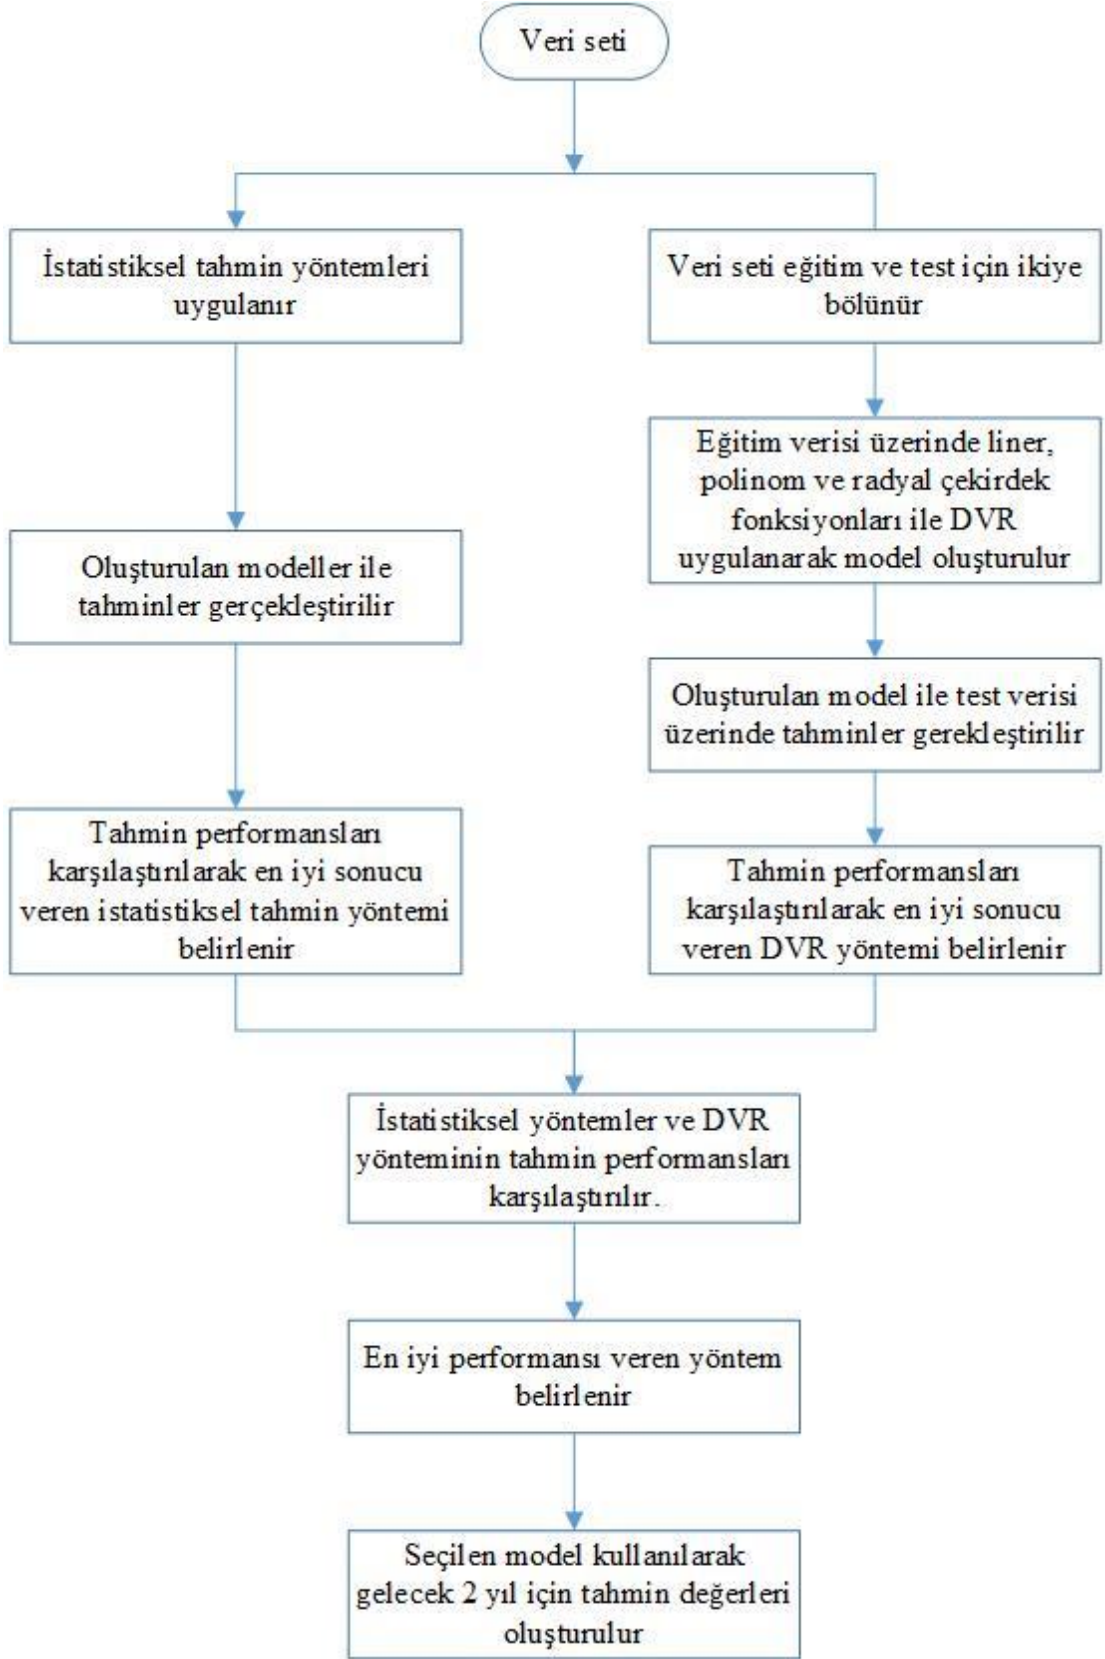 Veri seti
İstatistiksel tahmin yöntemleri
uygulanır
Veri seti eğitim ve test için ikiye
bölünür
Eğitim verisi üzerinde liner,
polinom ve radyal çekirdek
fonksiyonları ile DVR
uygulanarak model oluşturulur
Oluşturulan modeller ile
tahminler gerçekleştirilir
Oluşturulan model ile test verisi
üzerinde tahminler gerekleştirilir
Tahmin performansları
karşılaştırılarak en iyi sonucu
veren istatistiksel tahmin yöntemi
belirlenir
Tahmin performansları
karşılaştırılarak en iyi sonucu
veren DVR yöntemi belirlenir
İstatistiksel yöntemler ve DVR
yönteminin tahmin performansları
karşılaştırılır.
En iyi performansı veren yöntem
belirlenir
Seçilen model kullanılarak
gelecek 2 yıl için tahmin değerleri
oluşturulur